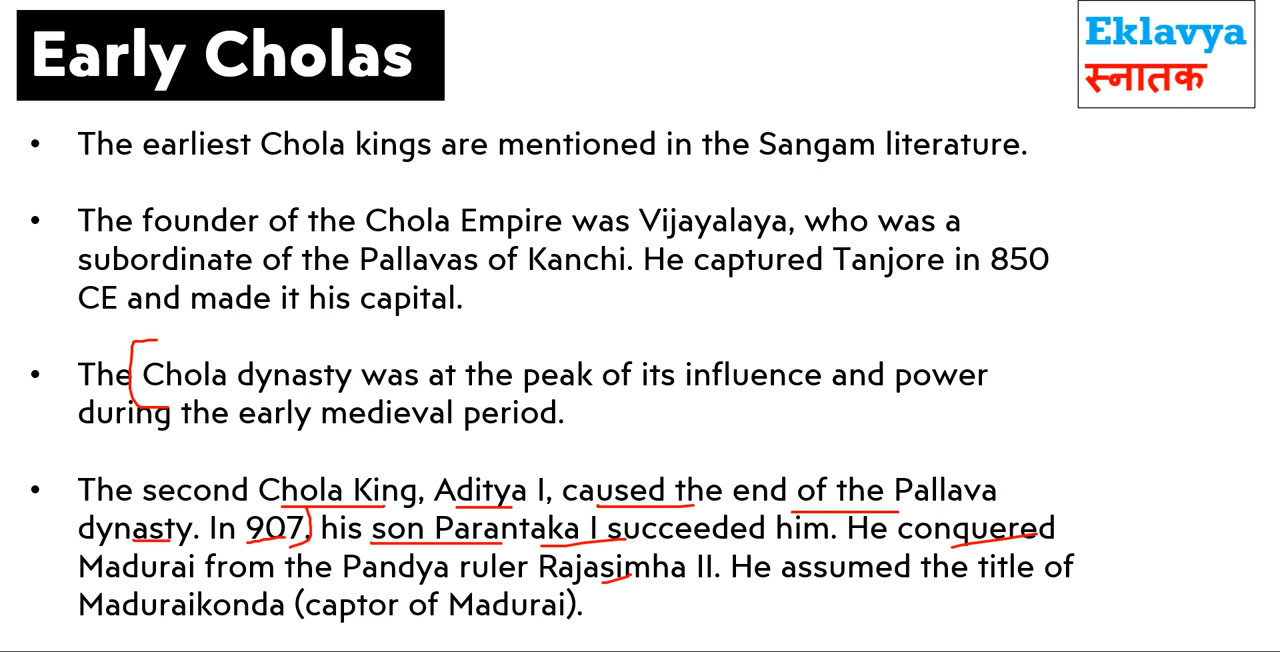 Early Cholas
Eklavya
स्नातक
• The earliest Chola kings are mentioned in the Sangam literature.
• The founder of the Chola Empire was Vijayalaya, who was a
subordinate of the Pallavas of Kanchi. He captured Tanjore in 850
CE and made it his capital.
• The Chola dynasty was at the peak of its influence and power
during the early medieval period.
• The second Chola King, Aditya I, caused the end of the Pallava
dynasty. In 907, his son Parantaka I succeeded him. He conquered
Madurai from the Pandya ruler Rajasimha II. He assumed the title of
Maduraikonda (captor of Madurai).